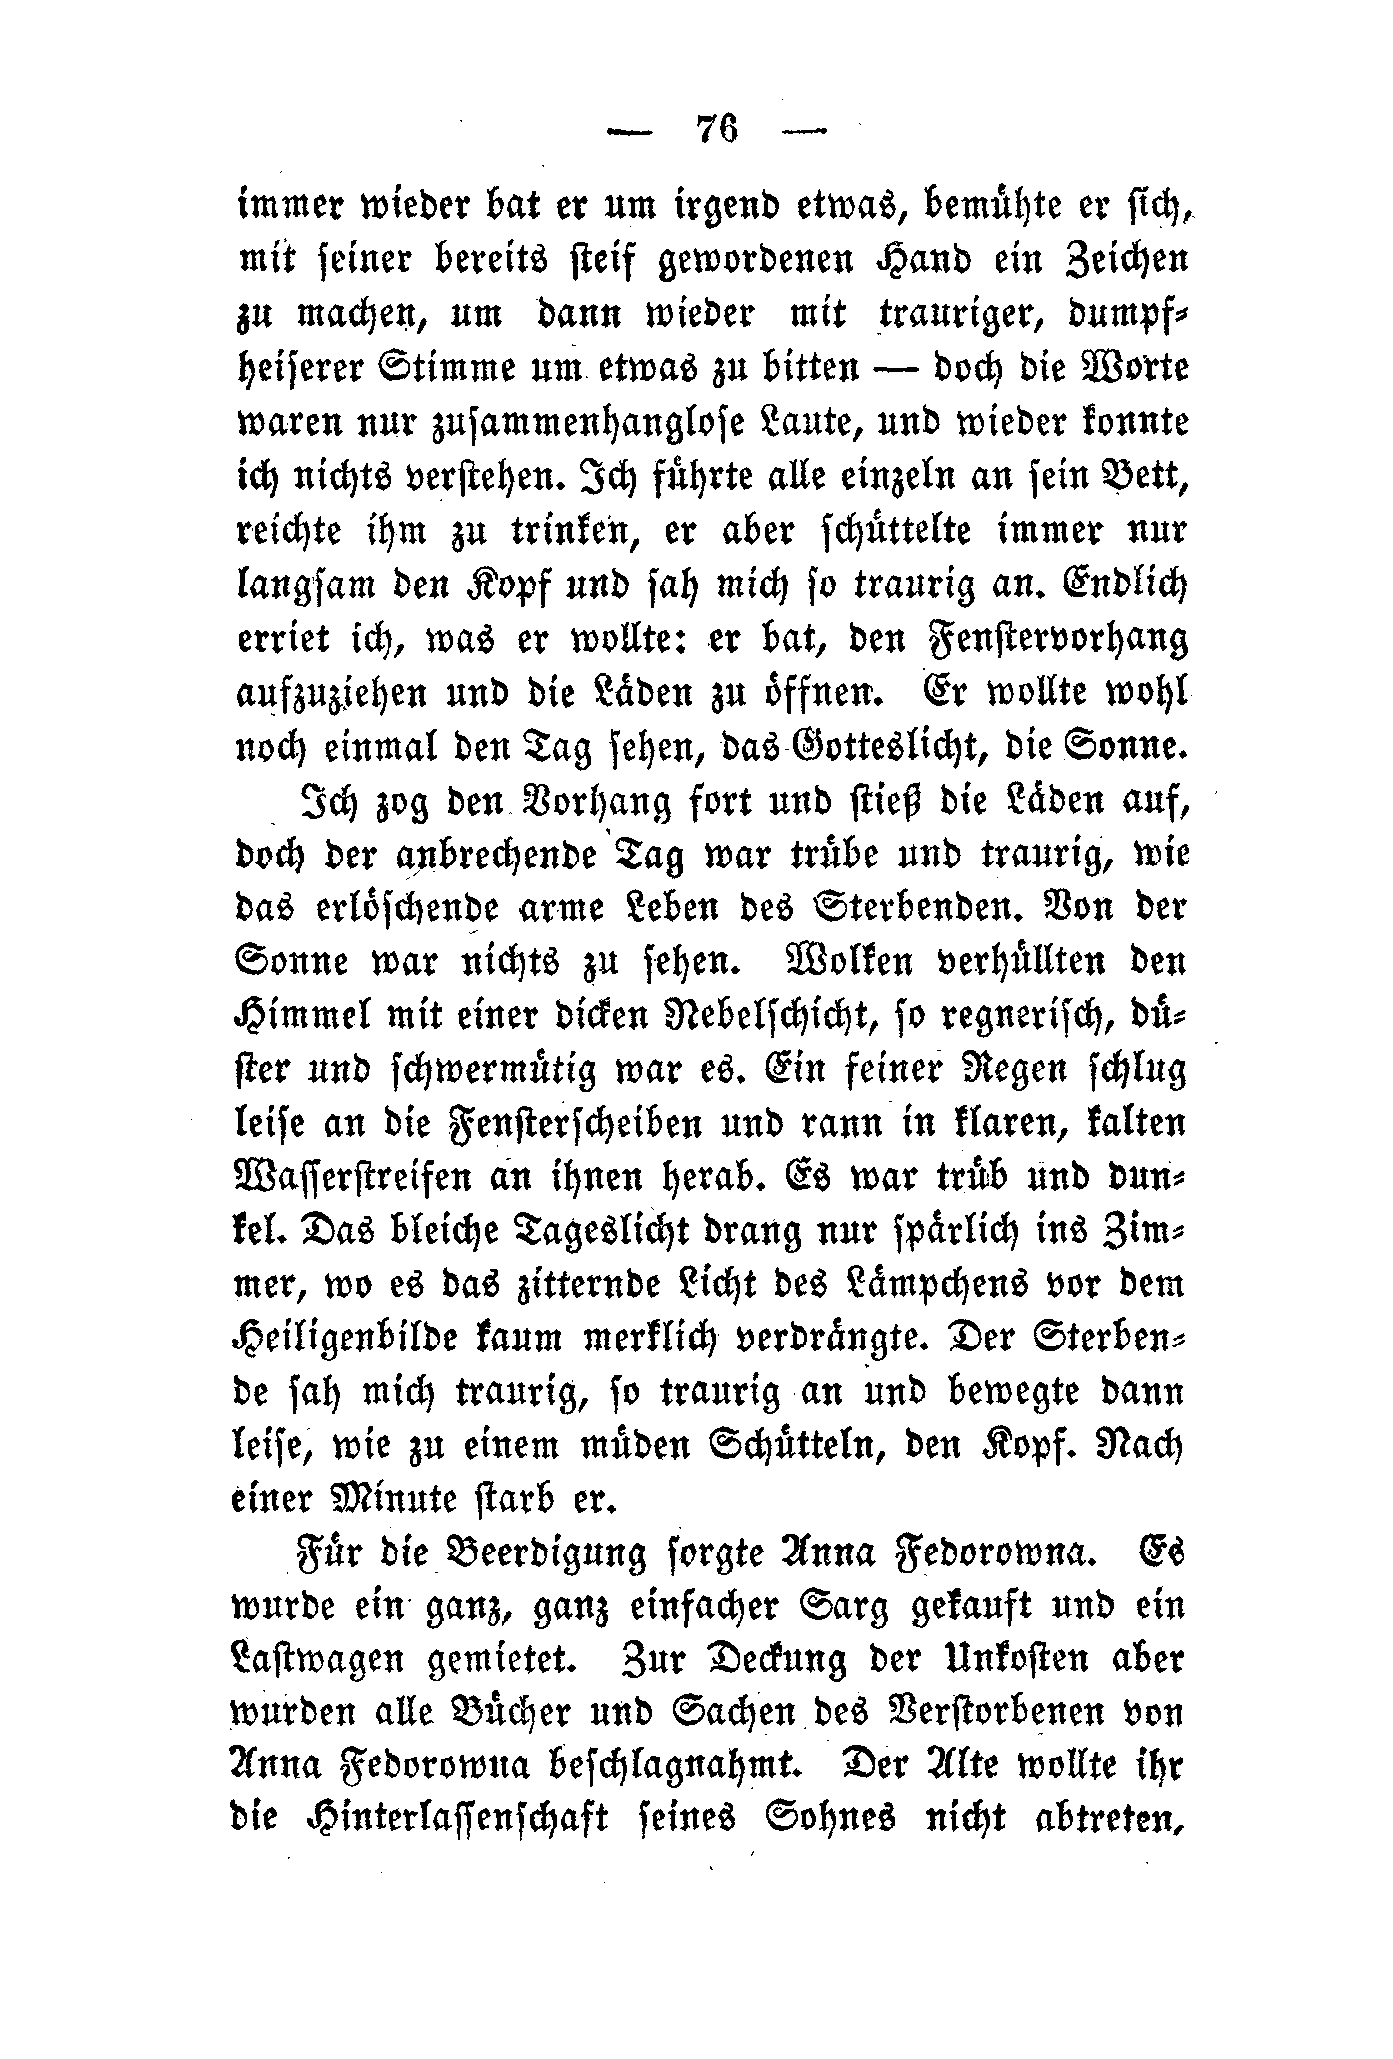 — 76 —
immer wieder bat er um irgend etwas, bemühte er sich,
mit seiner bereits steif gewordenen Hand ein Zeichen
zu machen, um dann wieder mit trauriger, dumpf-
heiserer Stimme um etwas zu bitten — doch die Worte
waren nur zusammenhanglose Laute, und wieder konnte
ich nichts verstehen. Ich führte alle einzeln an sein Bett,
reichte ihm zu trinken, er aber schüttelte immer nur
langsam den Kopf und sah mich so traurig an. Endlich
erriet ich, was er wollte: er bat, den Fenstervorhang
aufzuziehen und die Läden zu öffnen. Er wollte wohl
noch einmal den Tag sehen, das Gotteslicht, die Sonne.
Ich zog den Vorhang fort und stieß die Läden auf,
doch der anbrechende Tag war trübe und traurig, wie
das erlöschende arme Leben des Sterbenden. Von der
Sonne war nichts zu sehen. Wolken verhüllten den
Himmel mit einer dicken Nebelschicht, so regnerisch, dü-
ster und schwermütig war es. Ein feiner Regen schlug
leise an die Fensterscheiben und rann in klaren, kalten
Wasserstreifen an ihnen herab. Es war trüb und dun-
kel. Das bleiche Tageslicht drang nur spärlich ins Zim-
mer, wo es das zitternde Licht des Lämpchens vor dem
Heiligenbilde kaum merklich verdrängte. Der Sterben-
de sah mich traurig, so traurig an und bewegte dann
leise, wie zu einem müden Schütteln, den Kopf. Nach
einer Minute starb er.
Für die Beerdigung sorgte Anna Fedorowna. Es
wurde ein ganz, ganz einfacher Sarg gekauft und ein
Lastwagen gemietet. Zur Deckung der Unkosten aber
wurden alle Bücher und Sachen des Verstorbenen von
Anna Fedorowna beschlagnahmt. Der Alte wollte ihr
die Hinterlassenschaft seines Sohnes nicht abtreten,